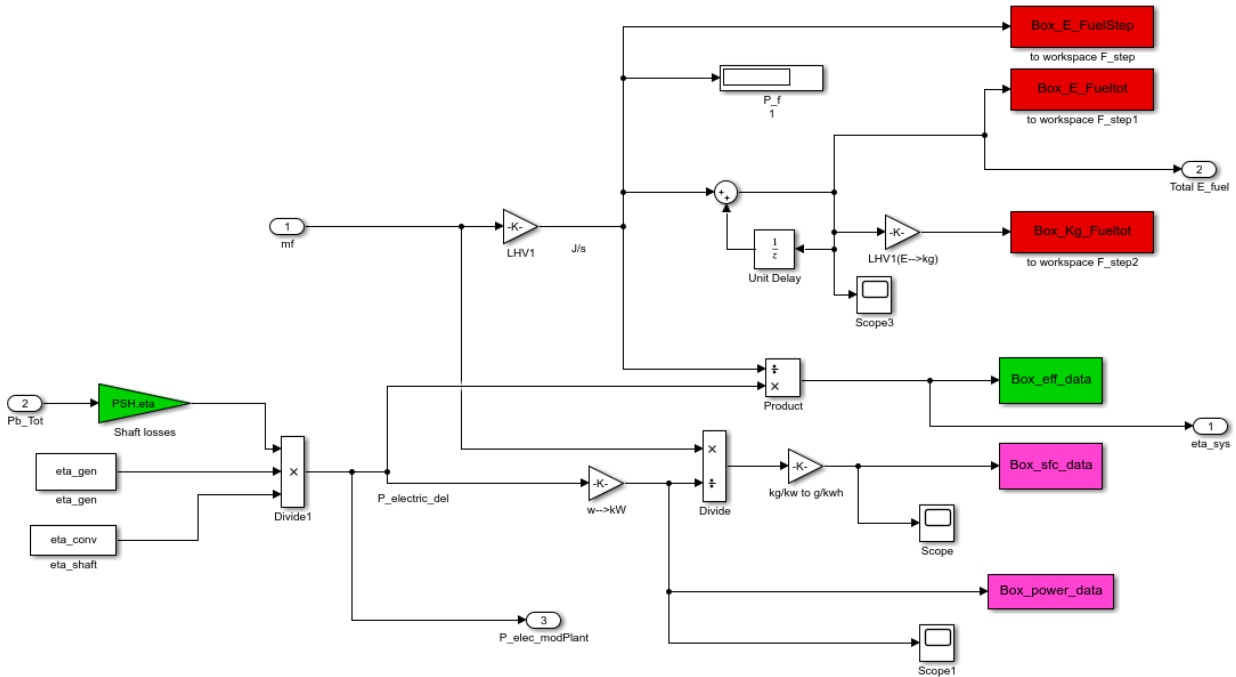 Box_E_FuelStep
to workspace F_step
P_f
1
Box_E_Fueltot
to workspace F_step1
2
Total E_fuel
1
mf
-K-
LHV1
J/s
+
+
1
z
Unit Delay
-K-
LHV1(E-->kg)
Box_Kg_Fueltot
to workspace F_step2
Scope3
÷
×
Product
Box_eff_data
1
eta_sys
2
Pb_Tot
PSH.eta
Shaft losses
eta_gen
eta_gen
eta_conv
eta_shaft
×
Divide1
P_electric_del
-K-
w-->kW
×
÷
Divide
-K-
kg/kw to g/kwh
Box_sfc_data
Scope
Box_power_data
3
P_elec_modPlant
Scope1